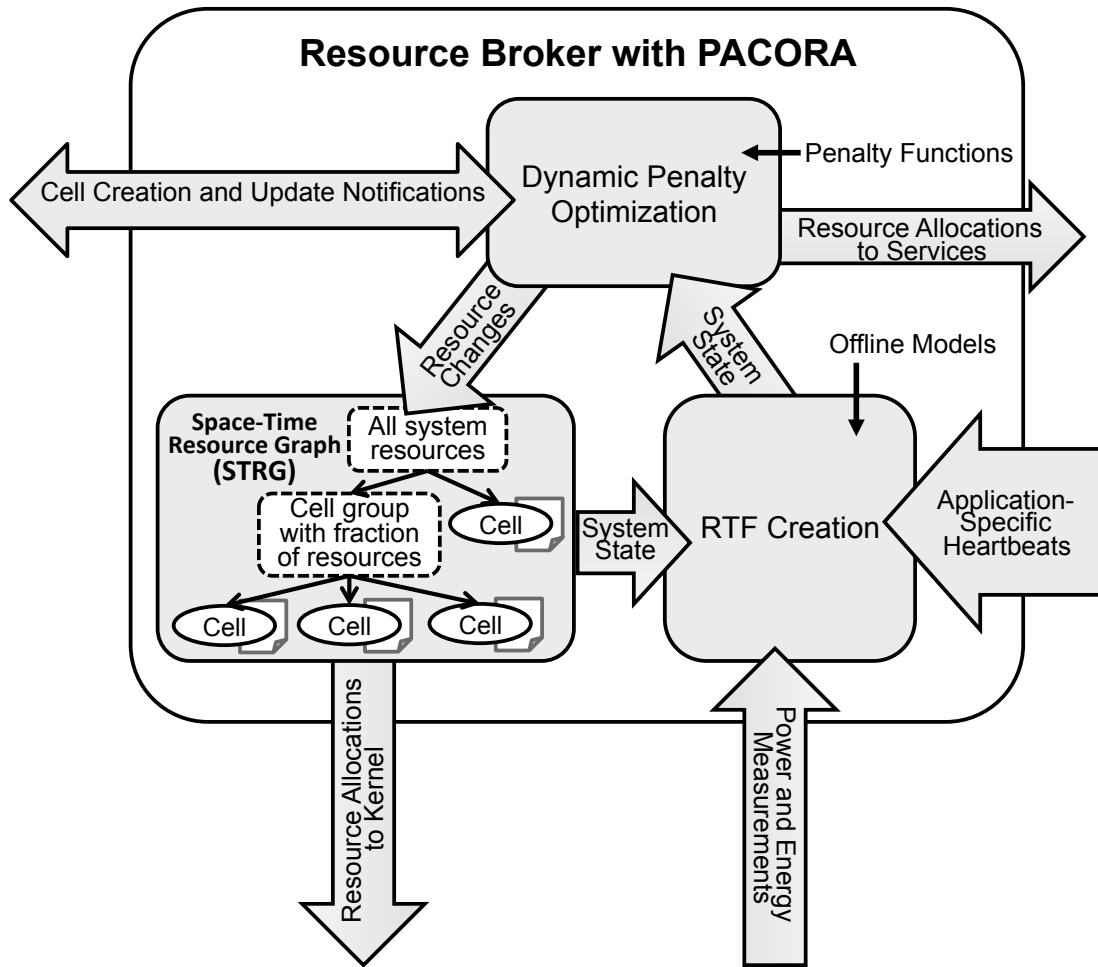 Resource Broker with PACORA
Dynamic Penalty
Optimization
Penalty Functions
Cell Creation and Update Notifications
Resource Allocations
to Services
Resource
Changes
System
State
Offline Models
Space-Time
Resource Graph
(STRG)
All system
resources
Cell group
with fraction
of resources
Cell
Cell
Cell
Cell
System
State
RTF Creation
Application-
Specific
Heartbeats
Resource Allocations
to Kernel
Power and Energy
Measurements